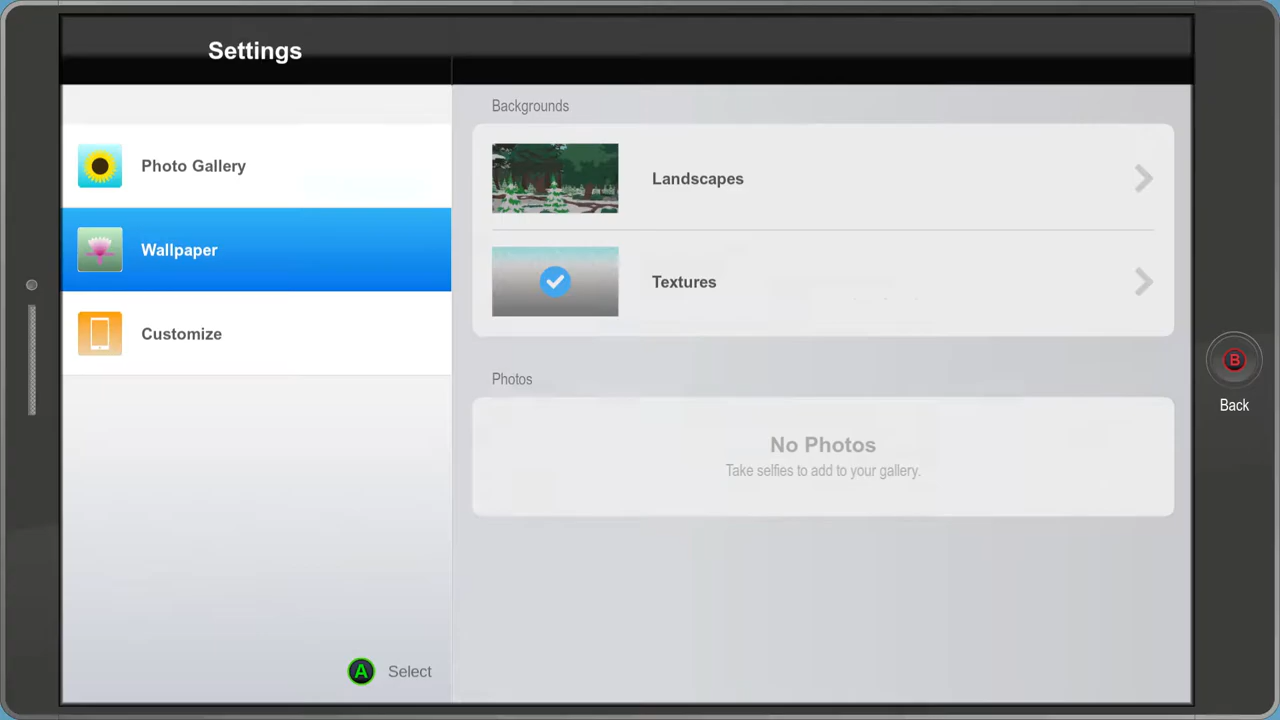 Settings
Photo Gallery
Wallpaper
Customize
A Select
Backgrounds
Landscapes
Textures
Photos
No Photos
Take selfies to add to your gallery.
B
Back